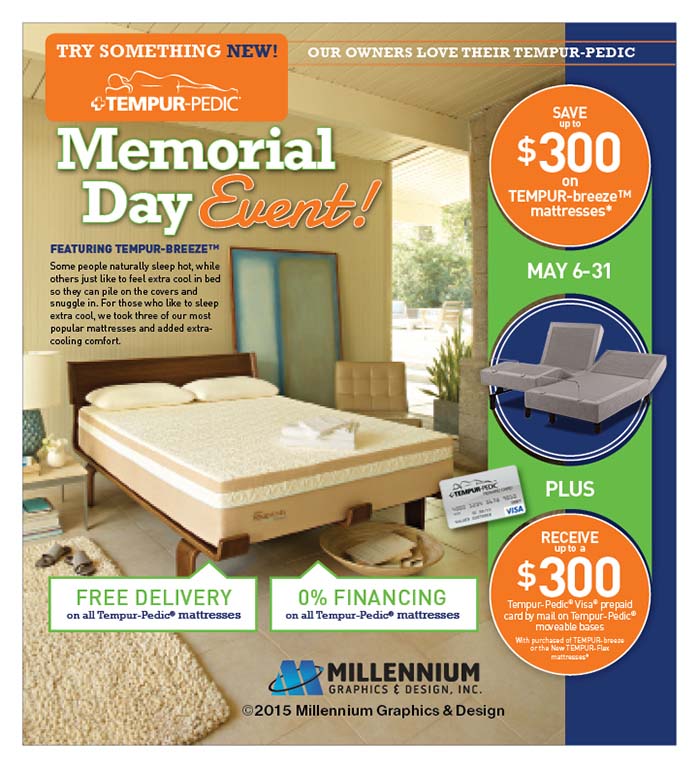 TRY SOMETHING NEW!
TEMPUR-PEDIC®
OUR OWNERS LOVE THEIR TEMPUR-PEDIC
Memorial
Day Event!
FEATURING TEMPUR-BREEZE™
Some people naturally sleep hot, while
others just like to feel extra cool in bed
so they can pile on the covers and
snuggle in. For those who like to sleep
extra cool, we took three of our most
popular mattresses and added extra-
cooling comfort.
SAVE
up to
$300
on
TEMPUR-breeze™
mattresses*
MAY 6-31
PLUS
TEMPUR-PEDIC
VISA
RECEIVE
up to a
$300
Tempur-Pedic® Visa® prepaid
card by mail on Tempur-Pedic®
moveable bases
With purchased of TEMPUR-breeze
or the New TEMPUR-Flex
mattresses*
FREE DELIVERY
on all Tempur-Pedic® mattresses
0% FINANCING
on all Tempur-Pedic® mattresses
MILLENNIUM
GRAPHICS & DESIGN, INC.
©2015 Millennium Graphics & Design